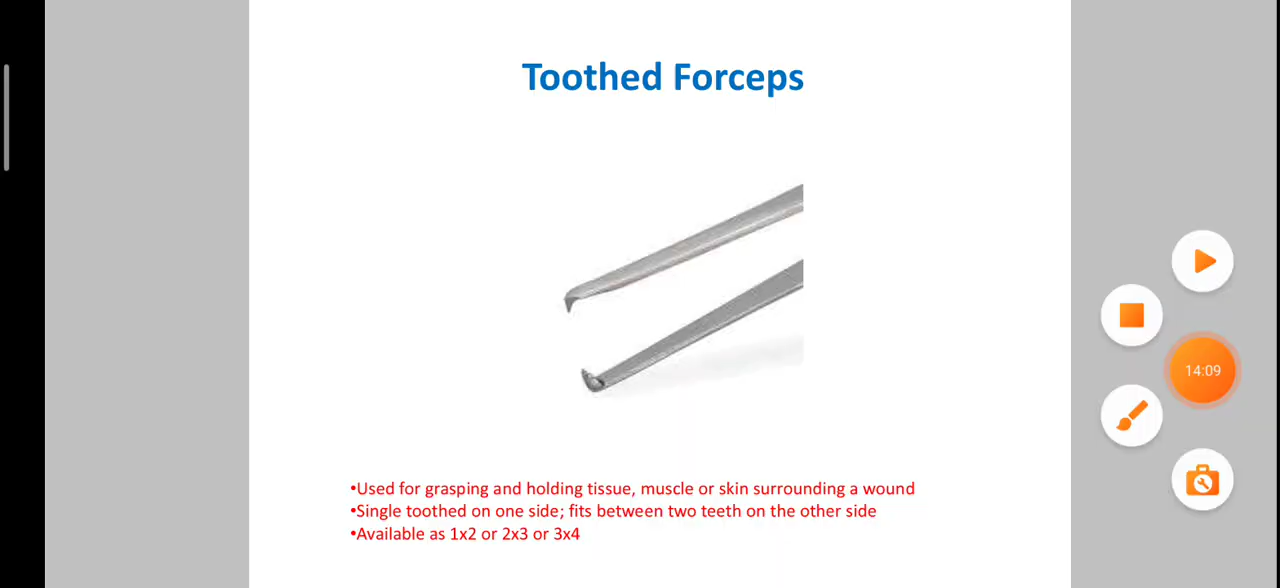 Toothed Forceps
14:09
•Used for grasping and holding tissue, muscle or skin surrounding a wound
•Single toothed on one side; fits between two teeth on the other side
•Available as 1x2 or 2x3 or 3x4